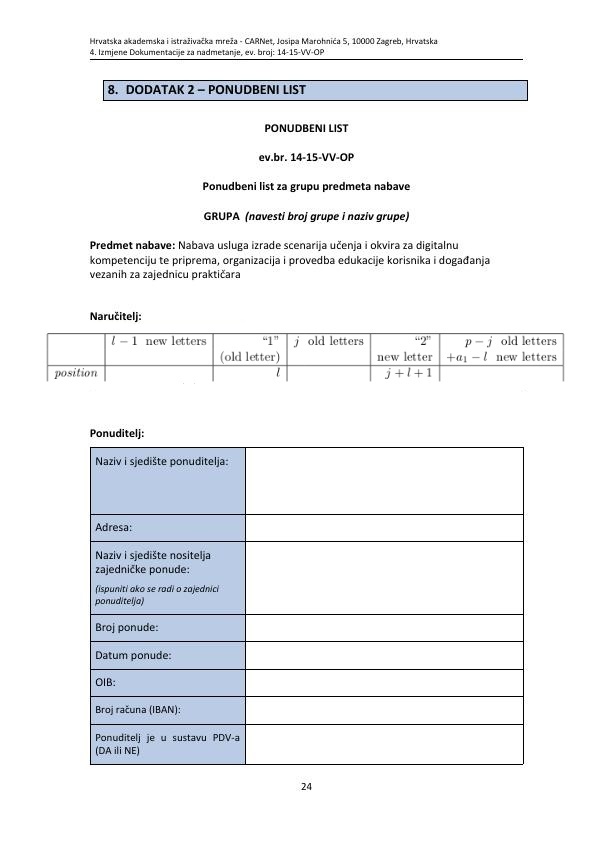 Hrvatska akademska i istraživačka mreža - CARNet, Josipa Marohnića 5, 10000 Zagreb, Hrvatska
4. Izmjene Dokumentacije za nadmetanje, ev. broj: 14-15-VV-OP
8. DODATAK 2 – PONUDBENI LIST
PONUDBENI LIST
ev.br. 14-15-VV-OP
Ponudbeni list za grupu predmeta nabave
GRUPA (navesti broj grupe i naziv grupe)
Predmet nabave: Nabava usluga izrade scenarija učenja i okvira za digitalnu
kompetenciju te priprema, organizacija i provedba edukacije korisnika i događanja
vezanih za zajednicu praktičara
Naručitelj:
l − 1 new letters “1” j old letters “2” p − j old letters
(old letter) new letter +a₁ − l new letters
position l j + l + 1
Ponuditelj:
Naziv i sjedište ponuditelja:
Adresa:
Naziv i sjedište nositelja
zajedničke ponude:
(ispuniti ako se radi o zajednici
ponuditelja)
Broj ponude:
Datum ponude:
OIB:
Broj računa (IBAN):
Ponuditelj je u sustavu PDV-a
(DA ili NE)
24